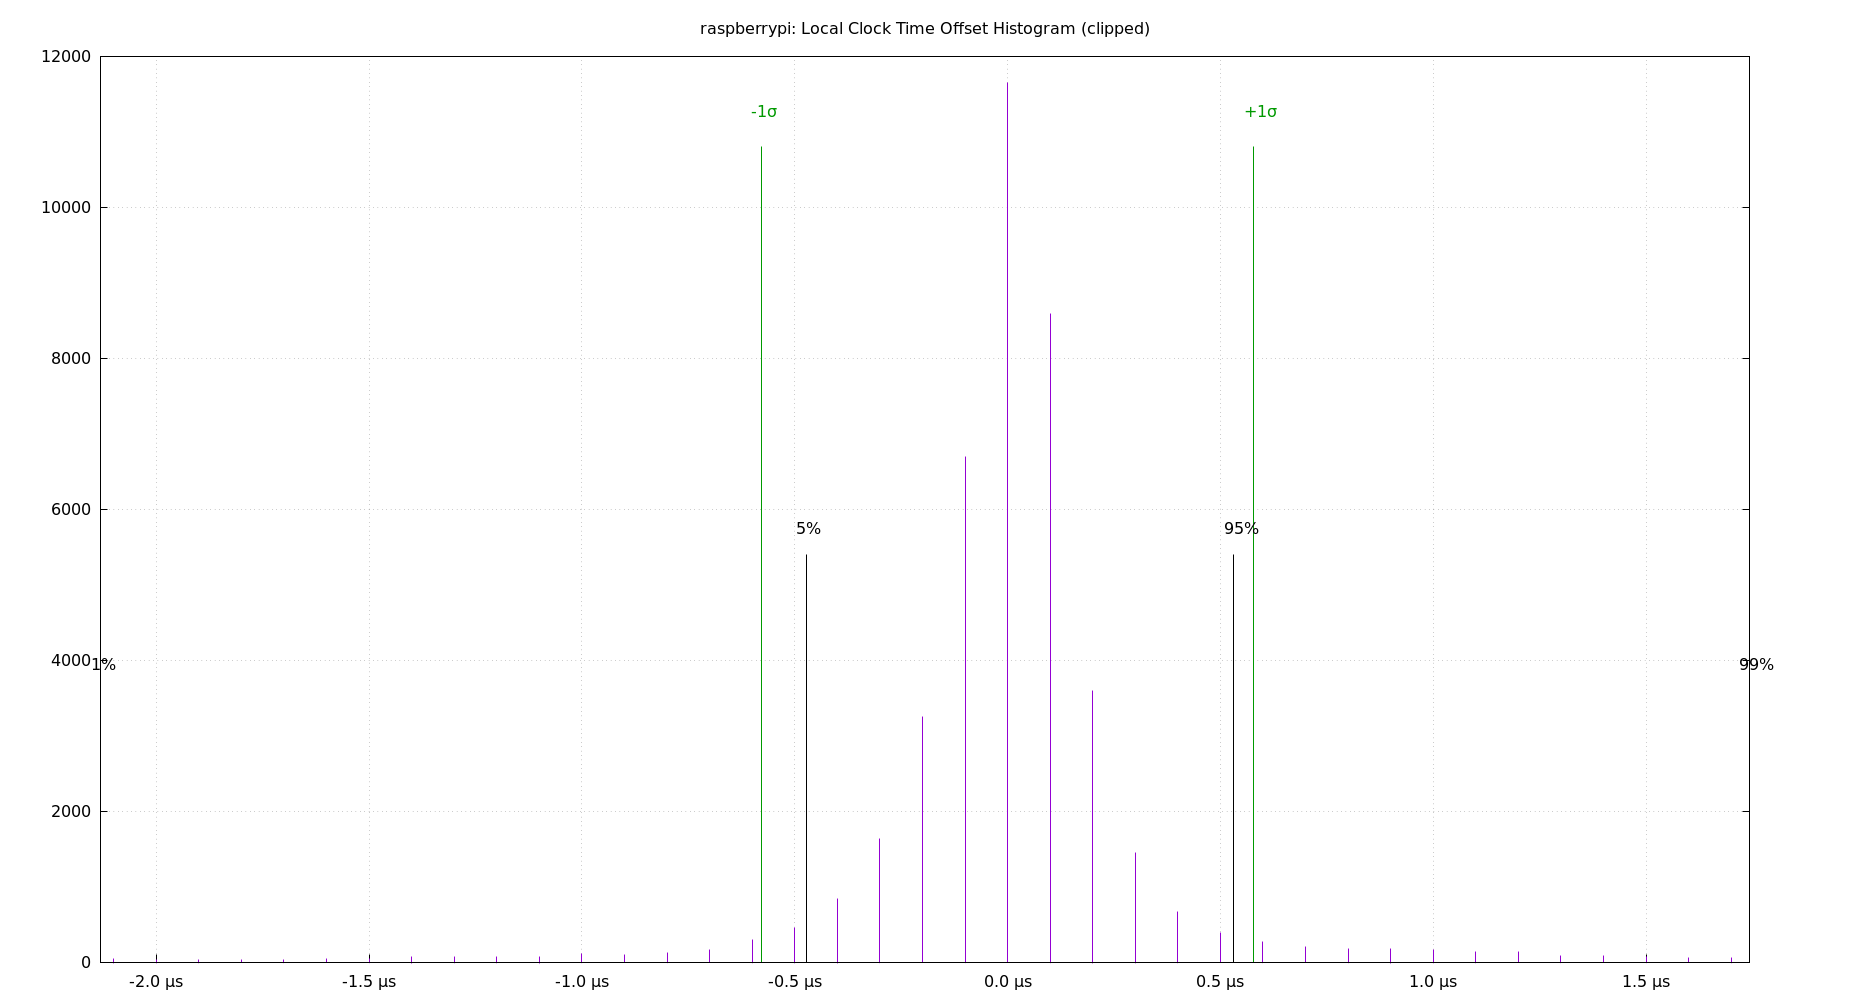 raspberrypi: Local Clock Time Offset Histogram (clipped)
12000
-1σ
+1σ
10000
8000
6000
5%
95%
4000
1%
99%
2000
0
-2.0 µs
-1.5 µs
-1.0 µs
-0.5 µs
0.0 µs
0.5 µs
1.0 µs
1.5 µs